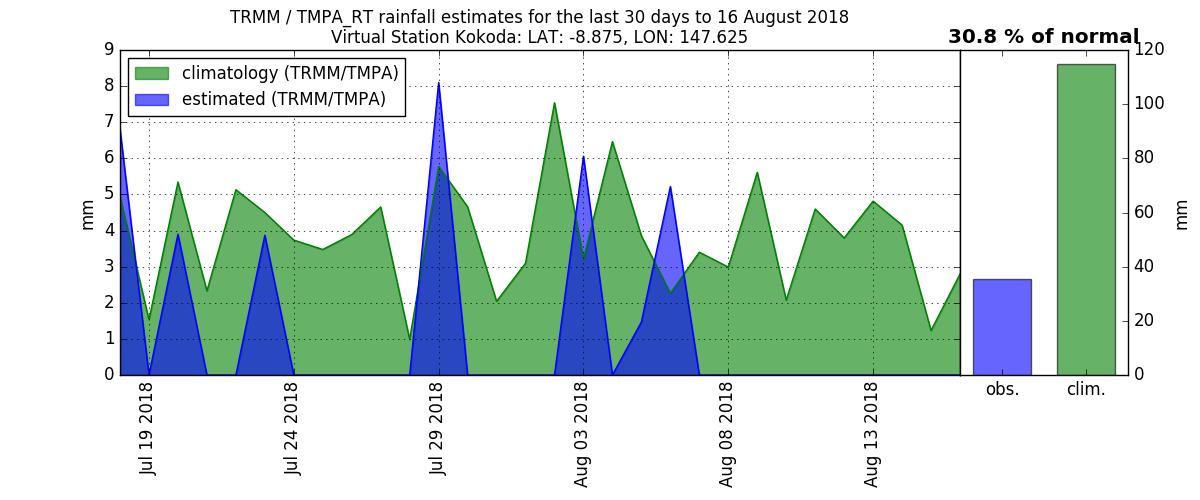 TRMM / TMPA_RT rainfall estimates for the last 30 days to 16 August 2018
Virtual Station Kokoda: LAT: -8.875, LON: 147.625
30.8 % of normal
climatology (TRMM/TMPA)
estimated (TRMM/TMPA)
mm
9
8
7
6
5
4
3
2
1
0
Jul 19 2018
Jul 24 2018
Jul 29 2018
Aug 03 2018
Aug 08 2018
Aug 13 2018
120
100
80
60
40
20
0
mm
obs.
clim.